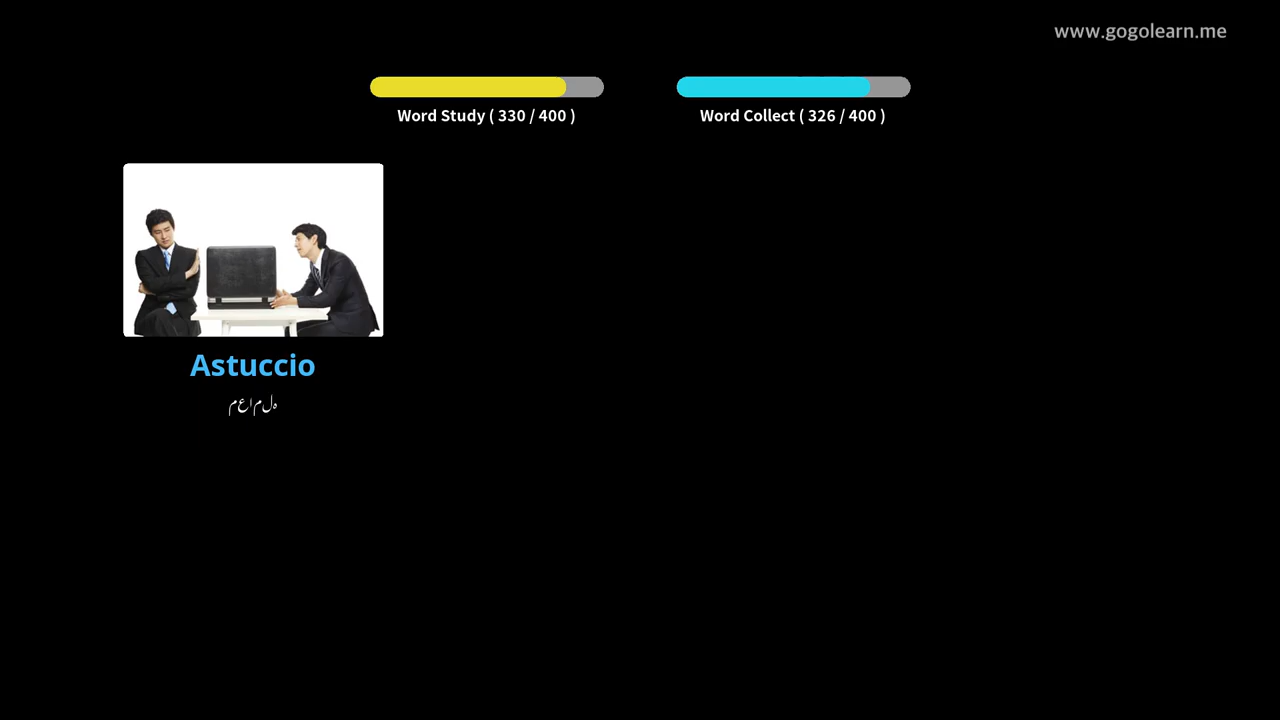 www.gogolearn.me
Word Study ( 330 / 400 )
Word Collect ( 326 / 400 )
Astuccio
معاملہ